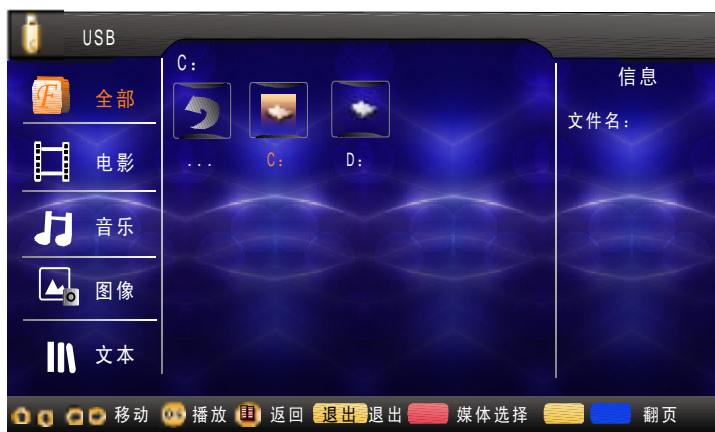 USB
全部
电影
音乐
图像
文本
C:
... C: D:
信息
文件名:
移动 播放 返回 退出 退出 媒体选择 翻页